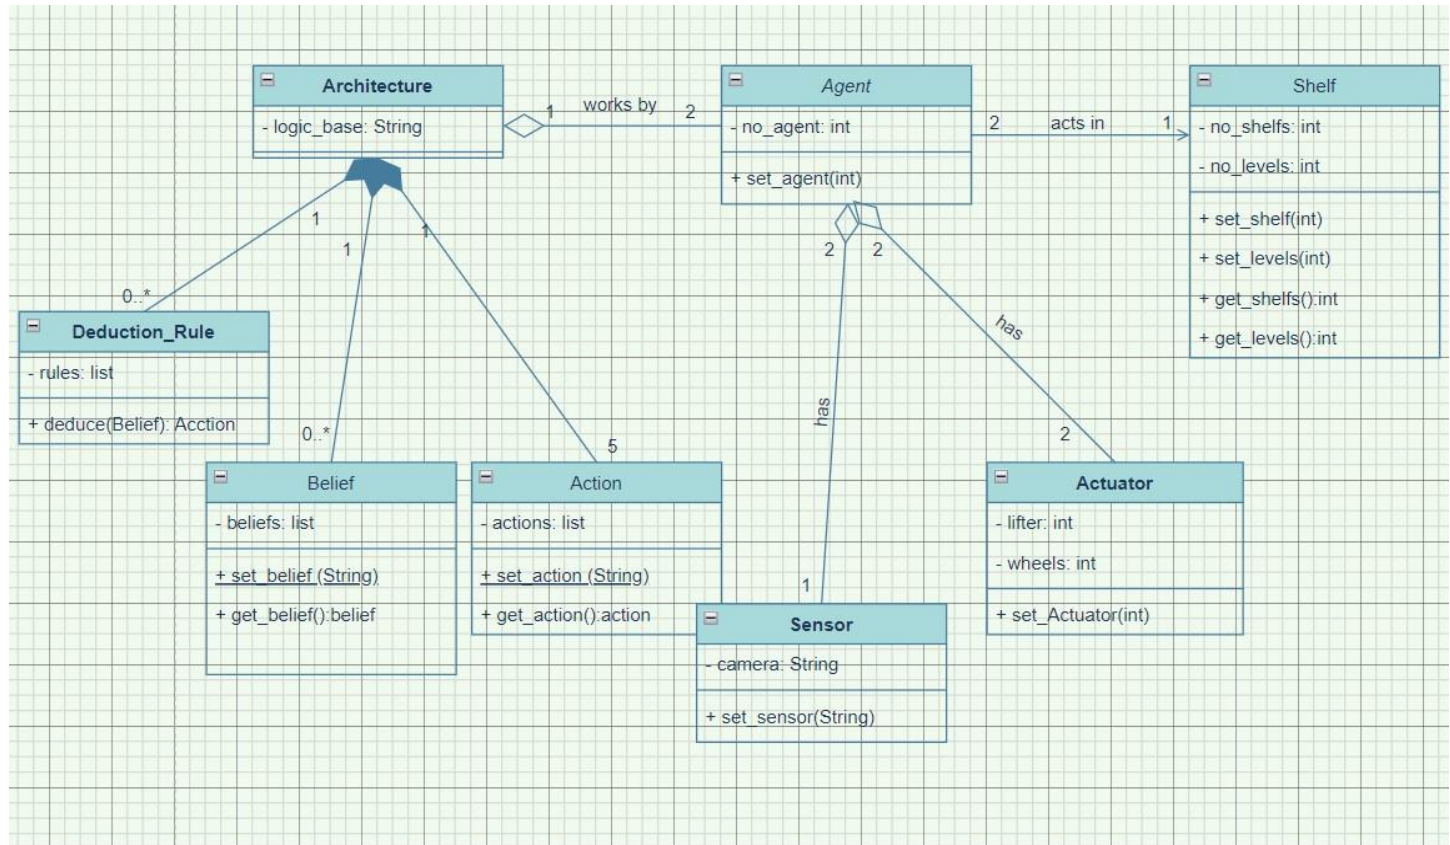 Architecture
- logic_base: String
1
works by
2
Agent
- no_agent: int
+ set_agent(int)
2
acts in
1
Shelf
- no_shelfs: int
- no_levels: int
+ set_shelf(int)
+ set_levels(int)
+ get_shelfs():int
+ get_levels():int
1
1
1
0..*
0..*
5
2
2
has
has
1
2
Deduction_Rule
- rules: list
+ deduce(Belief): Acction
Belief
- beliefs: list
+ set_belief (String)
+ get_belief():belief
Action
- actions: list
+ set_action (String)
+ get_action():action
Sensor
- camera: String
+ set_sensor(String)
Actuator
- lifter: int
- wheels: int
+ set_Actuator(int)